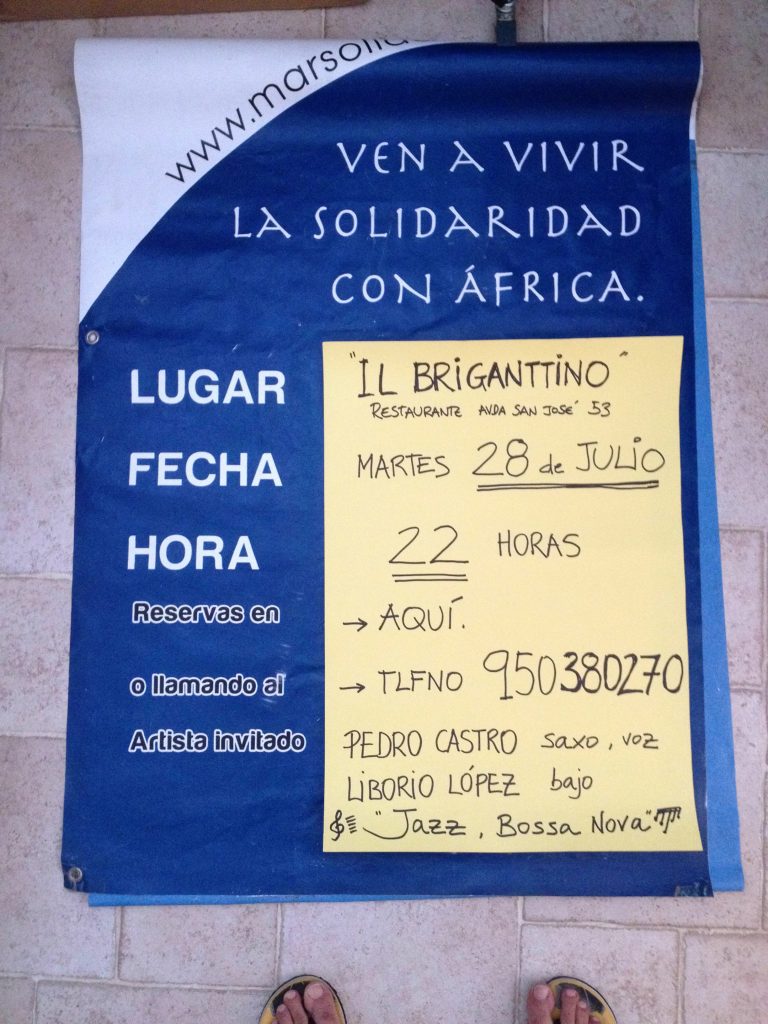 www.marsolida
VEN A VIVIR
LA SOLIDARIDAD
CON ÁFRICA.
LUGAR "IL BRIGANTTINO"
RESTAURANTE AVDA SAN JOSÉ 53
FECHA MARTES 28 de JULIO
HORA 22 HORAS
Reservas en → AQUÍ.
o llamando al → TLFNO 950380270
Artista invitado PEDRO CASTRO saxo, voz
LIBORIO LÓPEZ bajo
"Jazz, Bossa Nova"